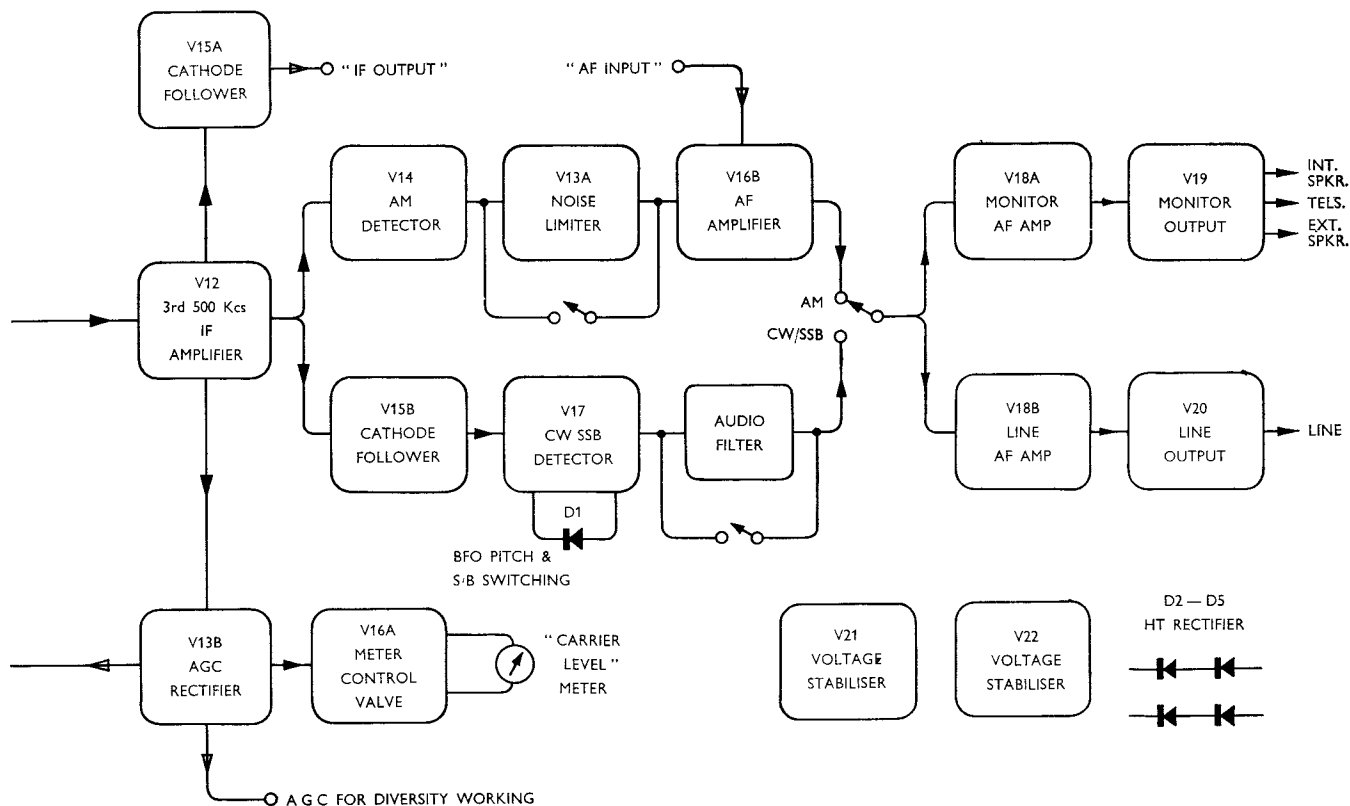 V15A
CATHODE
FOLLOWER
" IF OUTPUT "
" AF INPUT "
V14
AM
DETECTOR
V13A
NOISE
LIMITER
V16B
AF
AMPLIFIER
V18A
MONITOR
AF AMP
V19
MONITOR
OUTPUT
INT.
SPKR.
TELS.
EXT.
SPKR.
V12
3rd 500 Kcs
IF
AMPLIFIER
AM
CW/SSB
V15B
CATHODE
FOLLOWER
V17
CW SSB
DETECTOR
D1
BFO PITCH &
S/B SWITCHING
AUDIO
FILTER
V18B
LINE
AF AMP
V20
LINE
OUTPUT
LINE
V13B
AGC
RECTIFIER
V16A
METER
CONTROL
VALVE
" CARRIER
LEVEL "
METER
V21
VOLTAGE
STABILISER
V22
VOLTAGE
STABILISER
D2 — D5
HT RECTIFIER
A G C FOR DIVERSITY WORKING